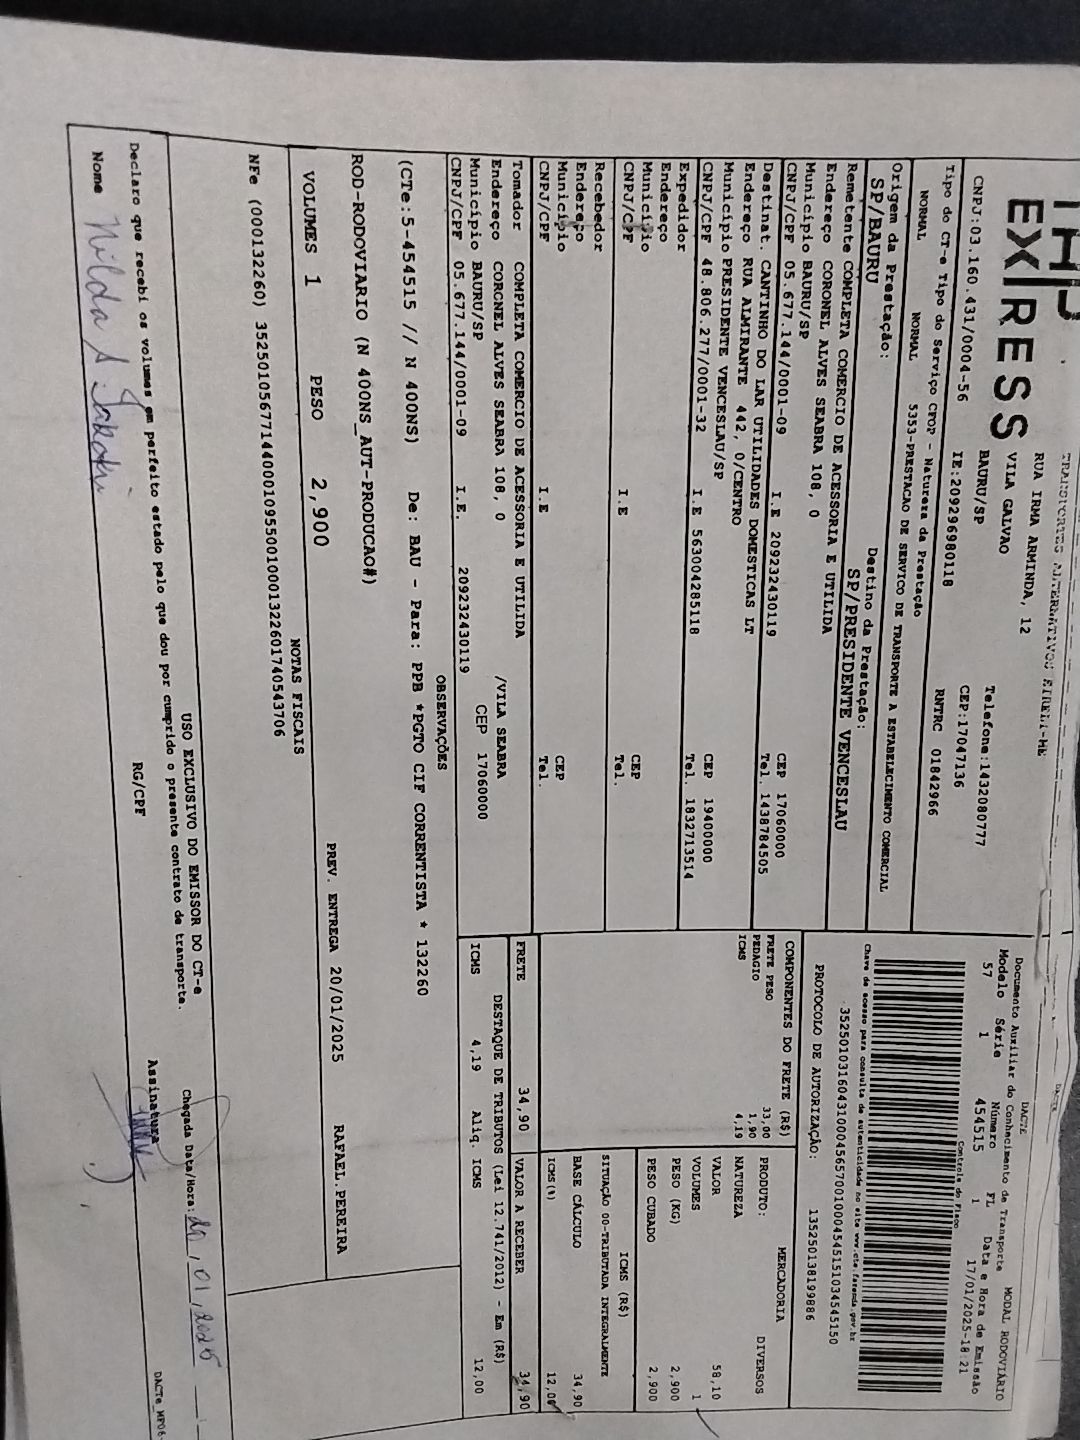 EXPRESS
TRANSPORTES ALTERNATIVOS EIRELI-ME
RUA IRMA ARMINDA, 12
VILA GALVAO
BAURU/SP
Telefone:1432080777
CEP:17047136
CNPJ:03.160.431/0004-56 IE:209296980118 RNTRC 01842966
DACTE
Documento Auxiliar do Conhecimento de Transporte
MODAL RODOVIÁRIO
Modelo Série Número FL Data e Hora de Emissão
57 1 454515 1 17/01/2025-18:21
Controle do Fisco
Chave de acesso para consulta de autenticidade no site www.cte.fazenda.gov.br
35250103160431000456570010004545151034545150
PROTOCOLO DE AUTORIZAÇÃO: 135250138199886
Tipo do CT-e Tipo do Serviço CFOP - Natureza da Prestação
NORMAL NORMAL 5353-PRESTACAO DE SERVICO DE TRANSPORTE A ESTABELECIMENTO COMERCIAL
Origem da Prestação: Destino da Prestação:
SP/BAURU SP/PRESIDENTE VENCESLAU
Remetente COMPLETA COMERCIO DE ACESSORIA E UTILIDA
Endereço CORONEL ALVES SEABRA 108, 0
Município BAURU/SP CEP 17060000
CNPJ/CPF 05.677.144/0001-09 I.E 209232430119 Tel. 1438784505
Destinat. CANTINHO DO LAR UTILIDADES DOMESTICAS LT
Endereço RUA ALMIRANTE 442, 0/CENTRO
Município PRESIDENTE VENCESLAU/SP CEP 19400000
CNPJ/CPF 48.806.277/0001-32 I.E 563004285118 Tel. 1832713514
Expedidor
Endereço
Município CEP
CNPJ/CPF I.E Tel.
Recebedor
Endereço
Município CEP
CNPJ/CPF I.E Tel.
Tomador COMPLETA COMERCIO DE ACESSORIA E UTILIDA
Endereço CORONEL ALVES SEABRA 108, 0 /VILA SEABRA
Município BAURU/SP CEP 17060000
CNPJ/CPF 05.677.144/0001-09 I.E. 209232430119
COMPONENTES DO FRETE (R$)
FRETE PESO 33,00
PEDAGIO 1,90
ICMS 4,19
MERCADORIA
PRODUTO: DIVERSOS
NATUREZA
VALOR 58,10
VOLUMES 1
PESO (KG) 2,900
PESO CUBADO 2,900
ICMS (R$)
SITUAÇÃO 00-TRIBUTADA INTEGRALMENTE
BASE CÁLCULO 34,90
ICMS(%) 12,00
FRETE 34,90 VALOR A RECEBER 34,90
DESTAQUE DE TRIBUTOS (Lei 12.741/2012) - Em (R$)
ICMS 4,19 Aliq. ICMS 12,00
OBSERVAÇÕES
(CTe:5-454515 // N 400NS) De: BAU - Para: PPB *PGTO CIF CORRENTISTA * 132260
ROD-RODOVIARIO (N 400NS_AUT-PRODUCAO#)
VOLUMES 1 PESO 2,900 PREV. ENTREGA 20/01/2025 RAFAEL.PEREIRA
NOTAS FISCAIS
NFe (000132260) 35250105677144000109550010001322601740543706
USO EXCLUSIVO DO EMISSOR DO CT-e
Declaro que recebi os volumes em perfeito estado pelo que dou por cumprido o presente contrato de transporte.
Chegada Data/Hora: 20/01/2025
Nome Nilda A. RG/CPF Assinatura